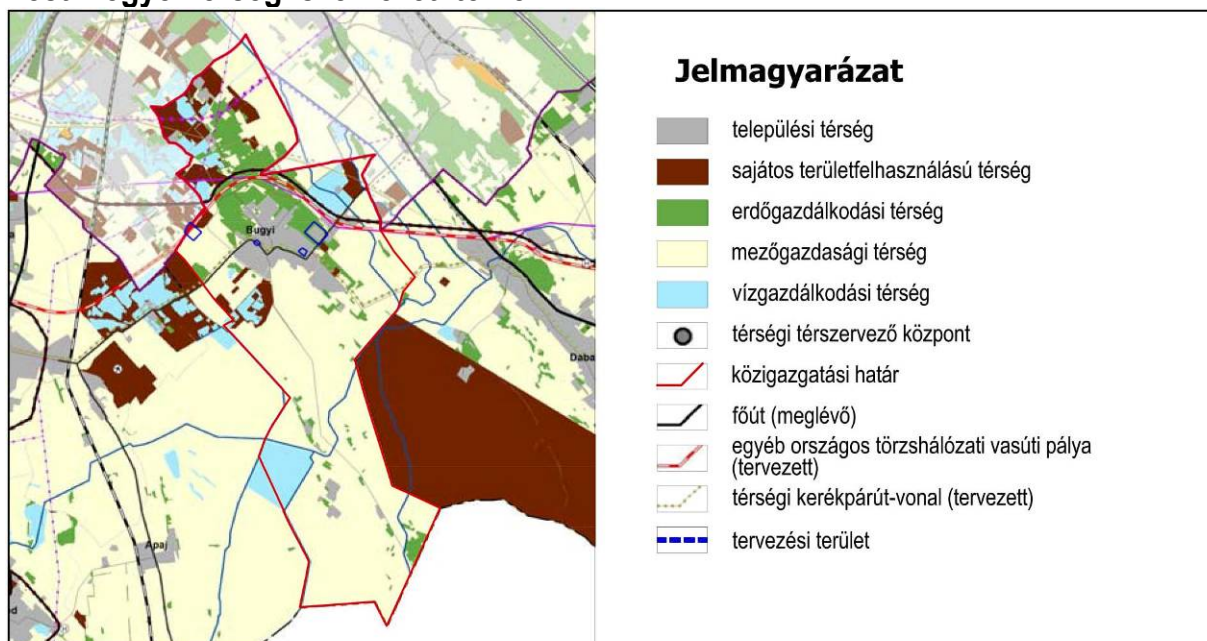 Jelmagyarázat
települési térség
sajátos területfelhasználású térség
erdőgazdálkodási térség
mezőgazdasági térség
vízgazdálkodási térség
térségi térszervező központ
közigazgatási határ
főút (meglévő)
egyéb országos törzshálózati vasúti pálya
(tervezett)
térségi kerékpárút-vonal (tervezett)
tervezési terület
Bugyi
Daba
Apaj